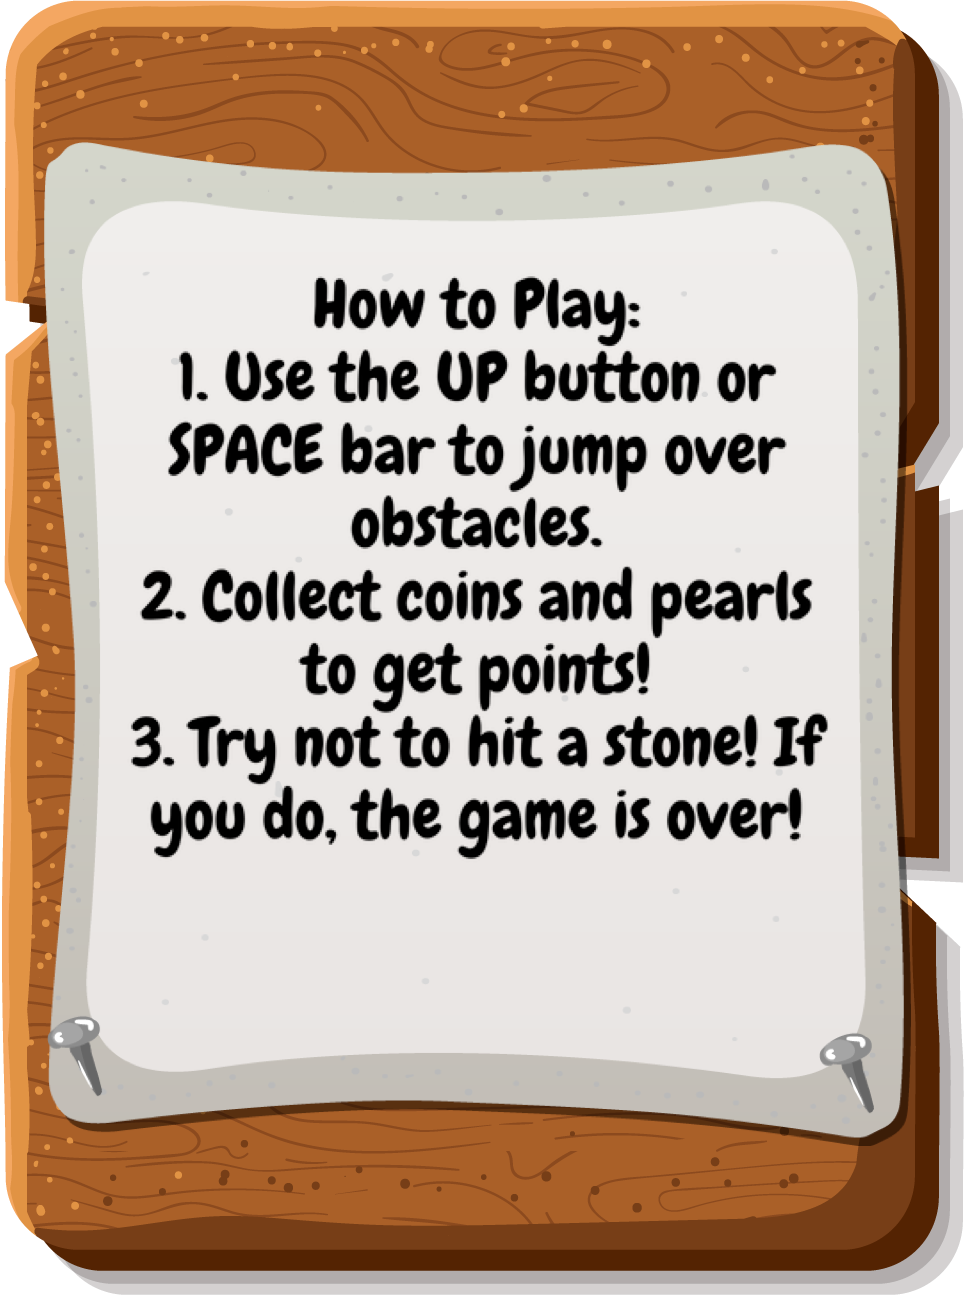 How to Play:
1. Use the UP button or
SPACE bar to jump over
obstacles.
2. Collect coins and pearls
to get points!
3. Try not to hit a stone! If
you do, the game is over!